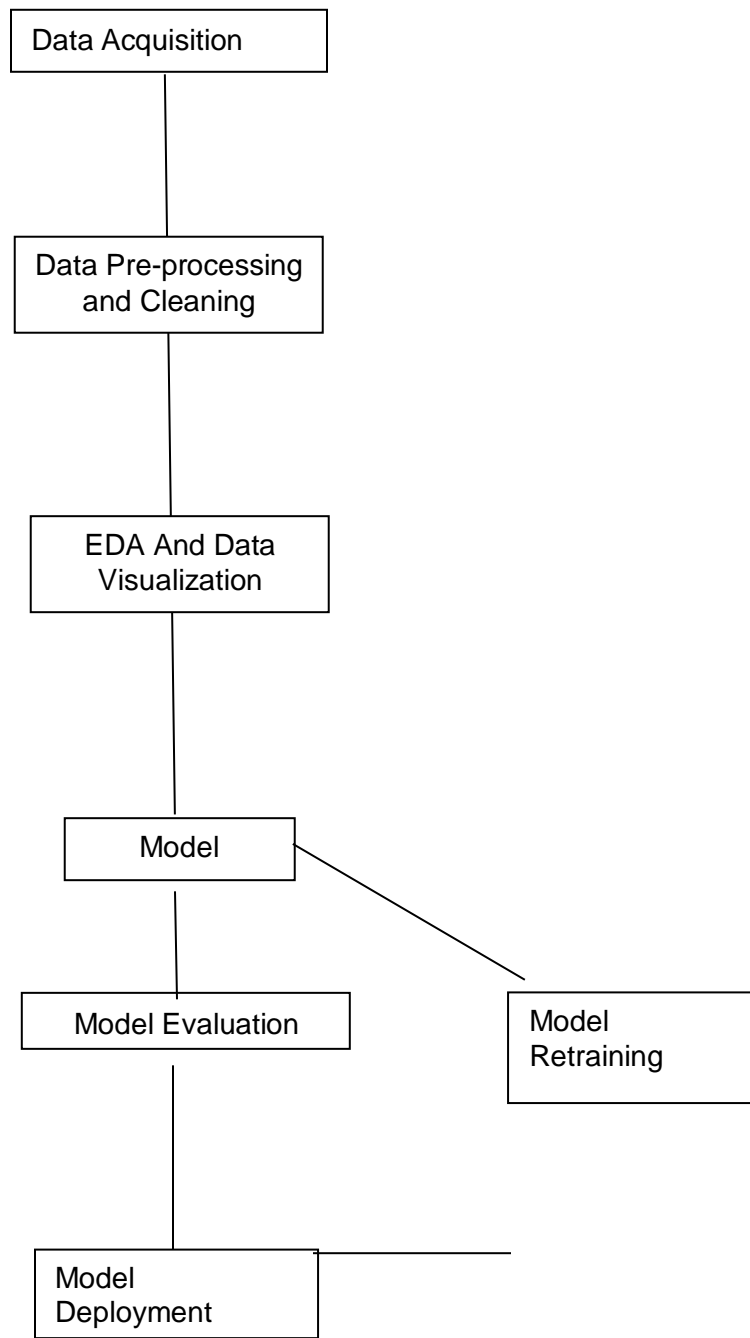 Data Acquisition
Data Pre-processing
and Cleaning
EDA And Data
Visualization
Model
Model Evaluation
Model
Retraining
Model
Deployment